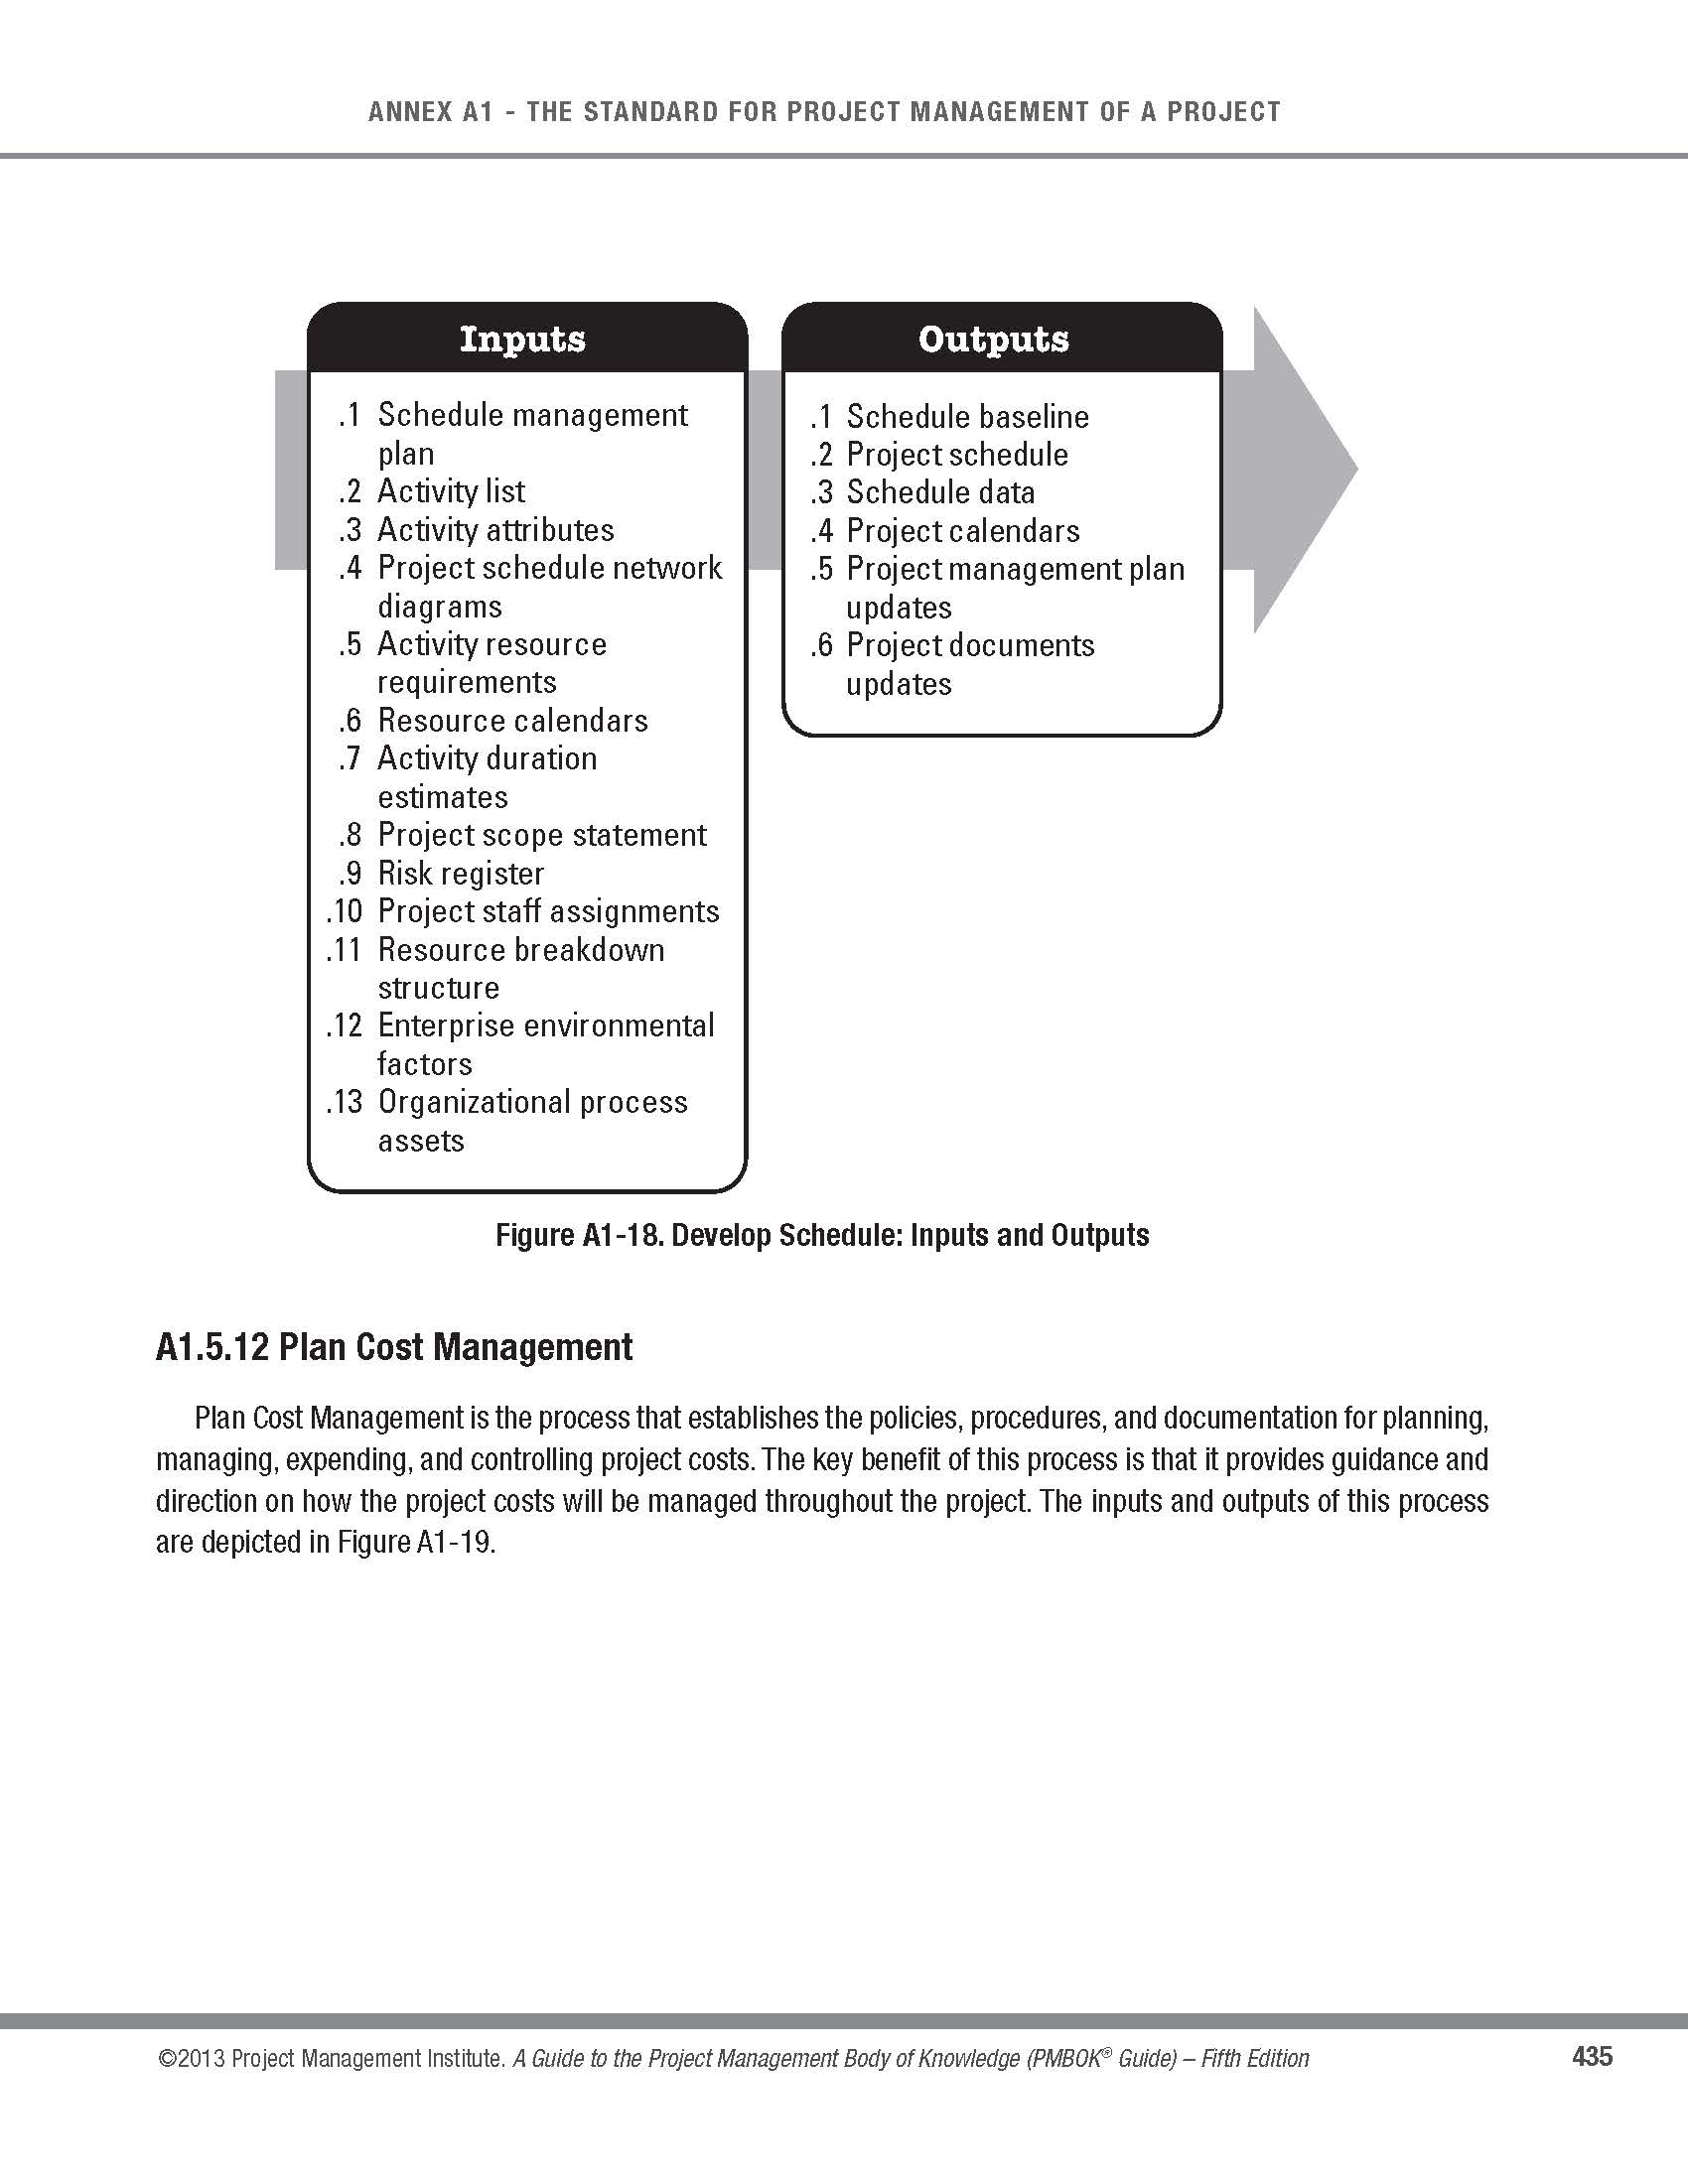 ANNEX A1 - THE STANDARD FOR PROJECT MANAGEMENT OF A PROJECT
Inputs
.1 Schedule management
plan
.2 Activity list
.3 Activity attributes
.4 Project schedule network
diagrams
.5 Activity resource
requirements
.6 Resource calendars
.7 Activity duration
estimates
.8 Project scope statement
.9 Risk register
.10 Project staff assignments
.11 Resource breakdown
structure
.12 Enterprise environmental
factors
.13 Organizational process
assets
Outputs
.1 Schedule baseline
.2 Project schedule
.3 Schedule data
.4 Project calendars
.5 Project management plan
updates
.6 Project documents
updates
Figure A1-18. Develop Schedule: Inputs and Outputs
A1.5.12 Plan Cost Management
Plan Cost Management is the process that establishes the policies, procedures, and documentation for planning,
managing, expending, and controlling project costs. The key benefit of this process is that it provides guidance and
direction on how the project costs will be managed throughout the project. The inputs and outputs of this process
are depicted in Figure A1-19.
©2013 Project Management Institute. A Guide to the Project Management Body of Knowledge (PMBOK® Guide) – Fifth Edition
435